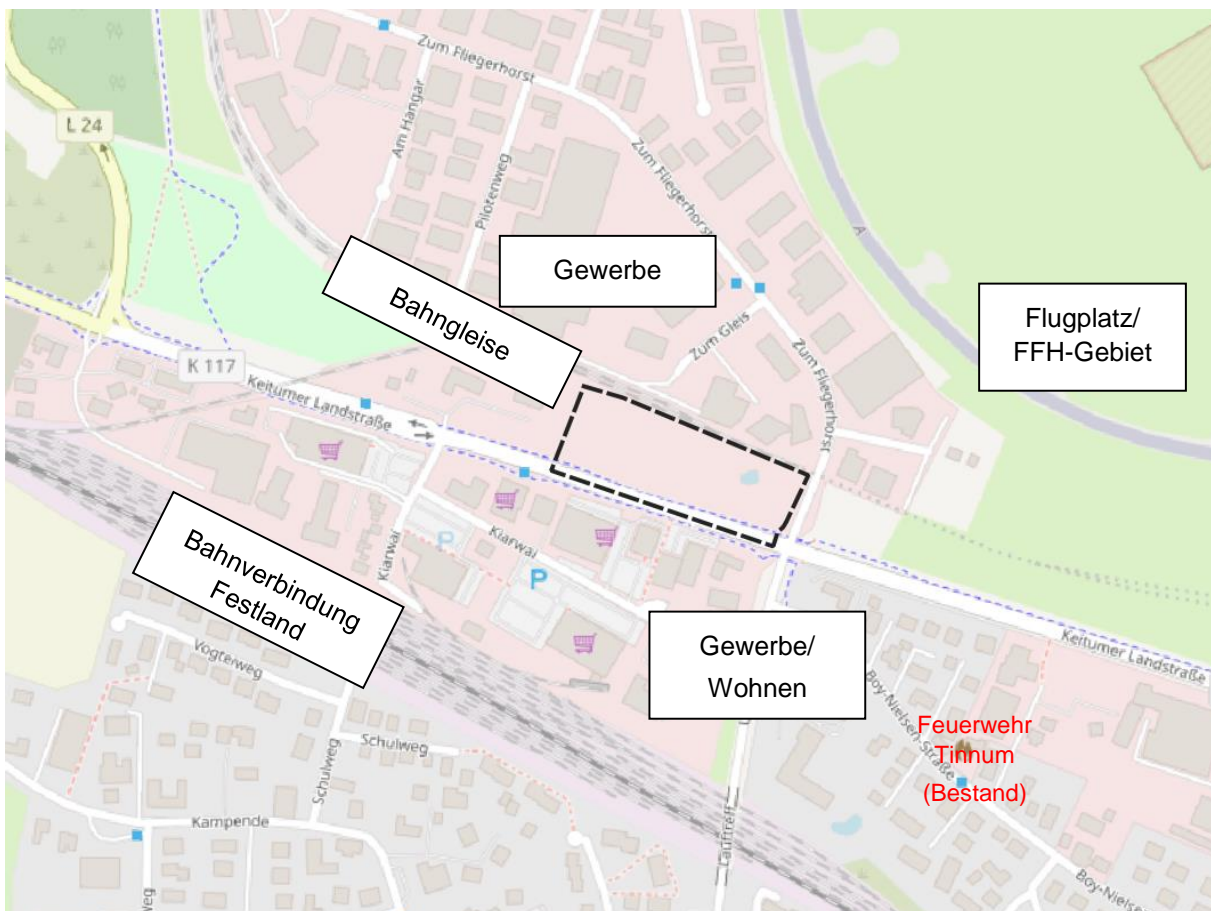 Zum Fliegerhorst
L 24
Am Hangar
Zum Fliegerhorst
Pilotenweg
Gewerbe
A
Bahngleise
Flugplatz/
FFH-Gebiet
Zum Gleis
K 117
Zum Fliegerhorst
Keitumer Landstraße
Bahnverbindung
Festland
Kiarwai
P
Kiarwai
P
Gewerbe/
Wohnen
Keitumer Landstraße
Vogterweg
Boy-Nielsen-Straße
Feuerwehr
Tinnum
(Bestand)
Schulweg
Schulweg
Kampende
Lauftreff
Boy-Nielsen